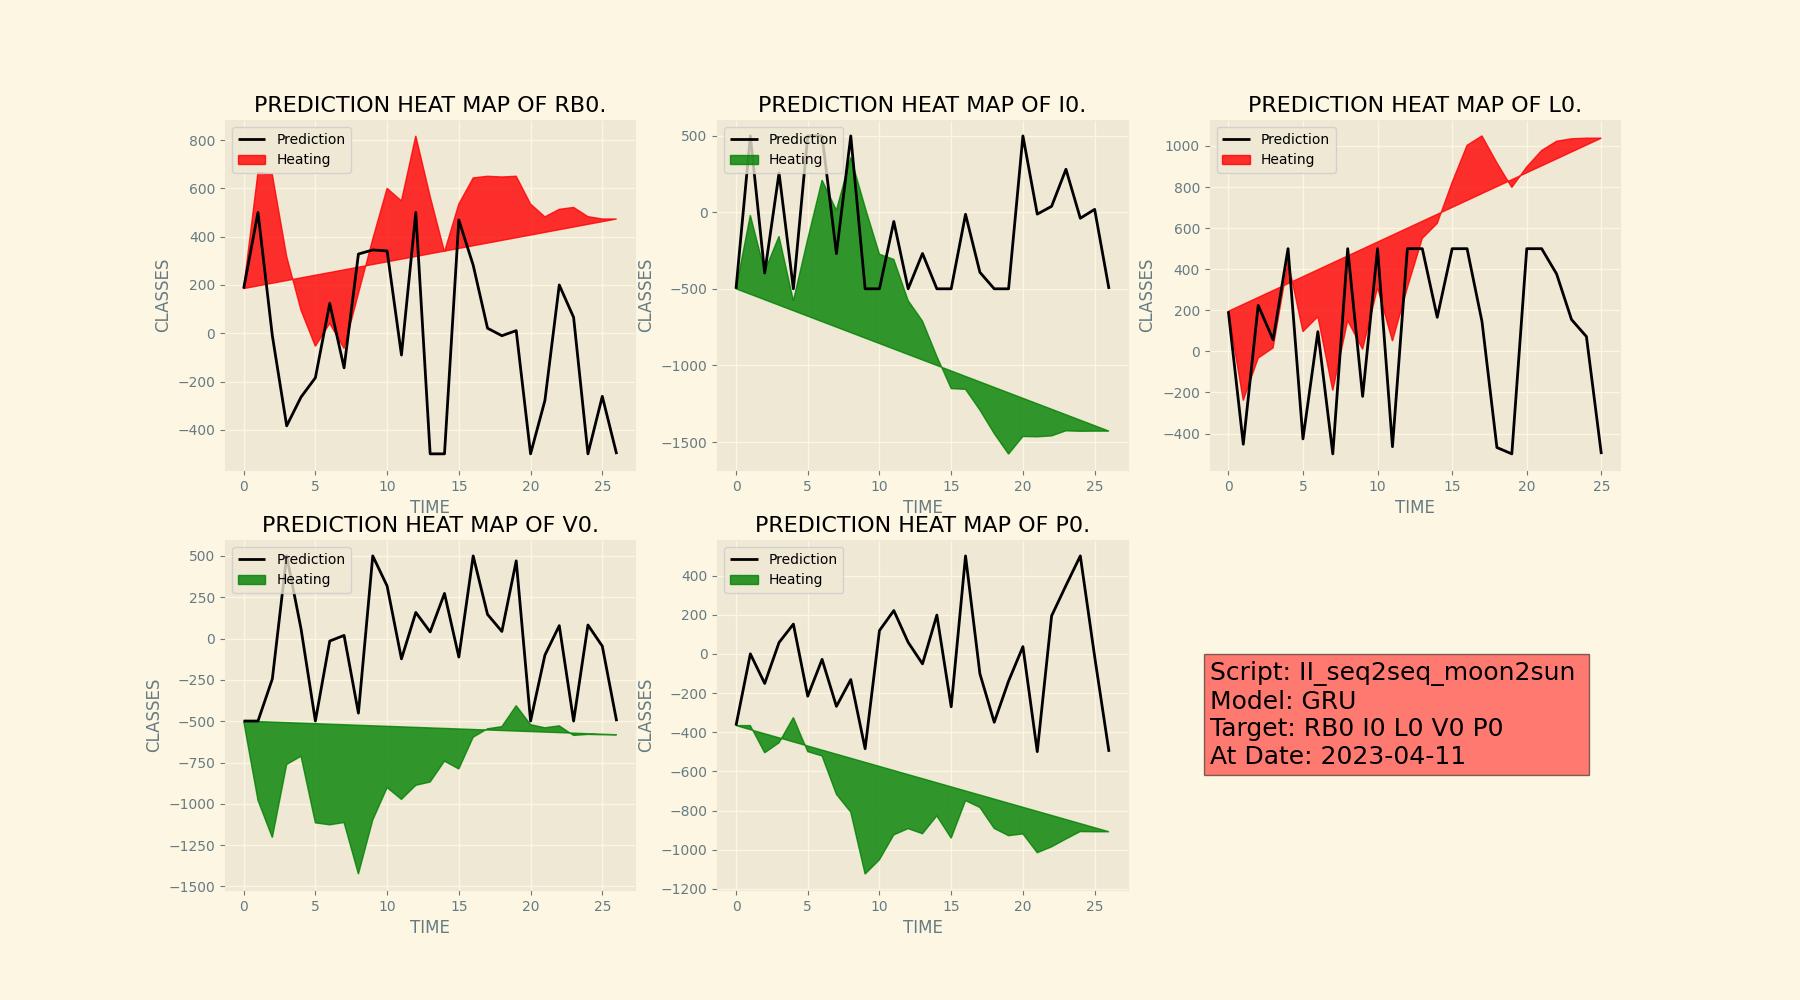 PREDICTION HEAT MAP OF RB0.
CLASSES
800
600
400
200
0
−200
−400
Prediction
Heating
0 5 10 15 20 25
TIME
PREDICTION HEAT MAP OF I0.
CLASSES
500
0
−500
−1000
−1500
Prediction
Heating
0 5 10 15 20 25
TIME
PREDICTION HEAT MAP OF L0.
CLASSES
1000
800
600
400
200
0
−200
−400
Prediction
Heating
0 5 10 15 20 25
TIME
PREDICTION HEAT MAP OF V0.
CLASSES
500
250
0
−250
−500
−750
−1000
−1250
−1500
Prediction
Heating
0 5 10 15 20 25
TIME
PREDICTION HEAT MAP OF P0.
CLASSES
400
200
0
−200
−400
−600
−800
−1000
−1200
Prediction
Heating
0 5 10 15 20 25
TIME
Script: II_seq2seq_moon2sun
Model: GRU
Target: RB0 I0 L0 V0 P0
At Date: 2023-04-11